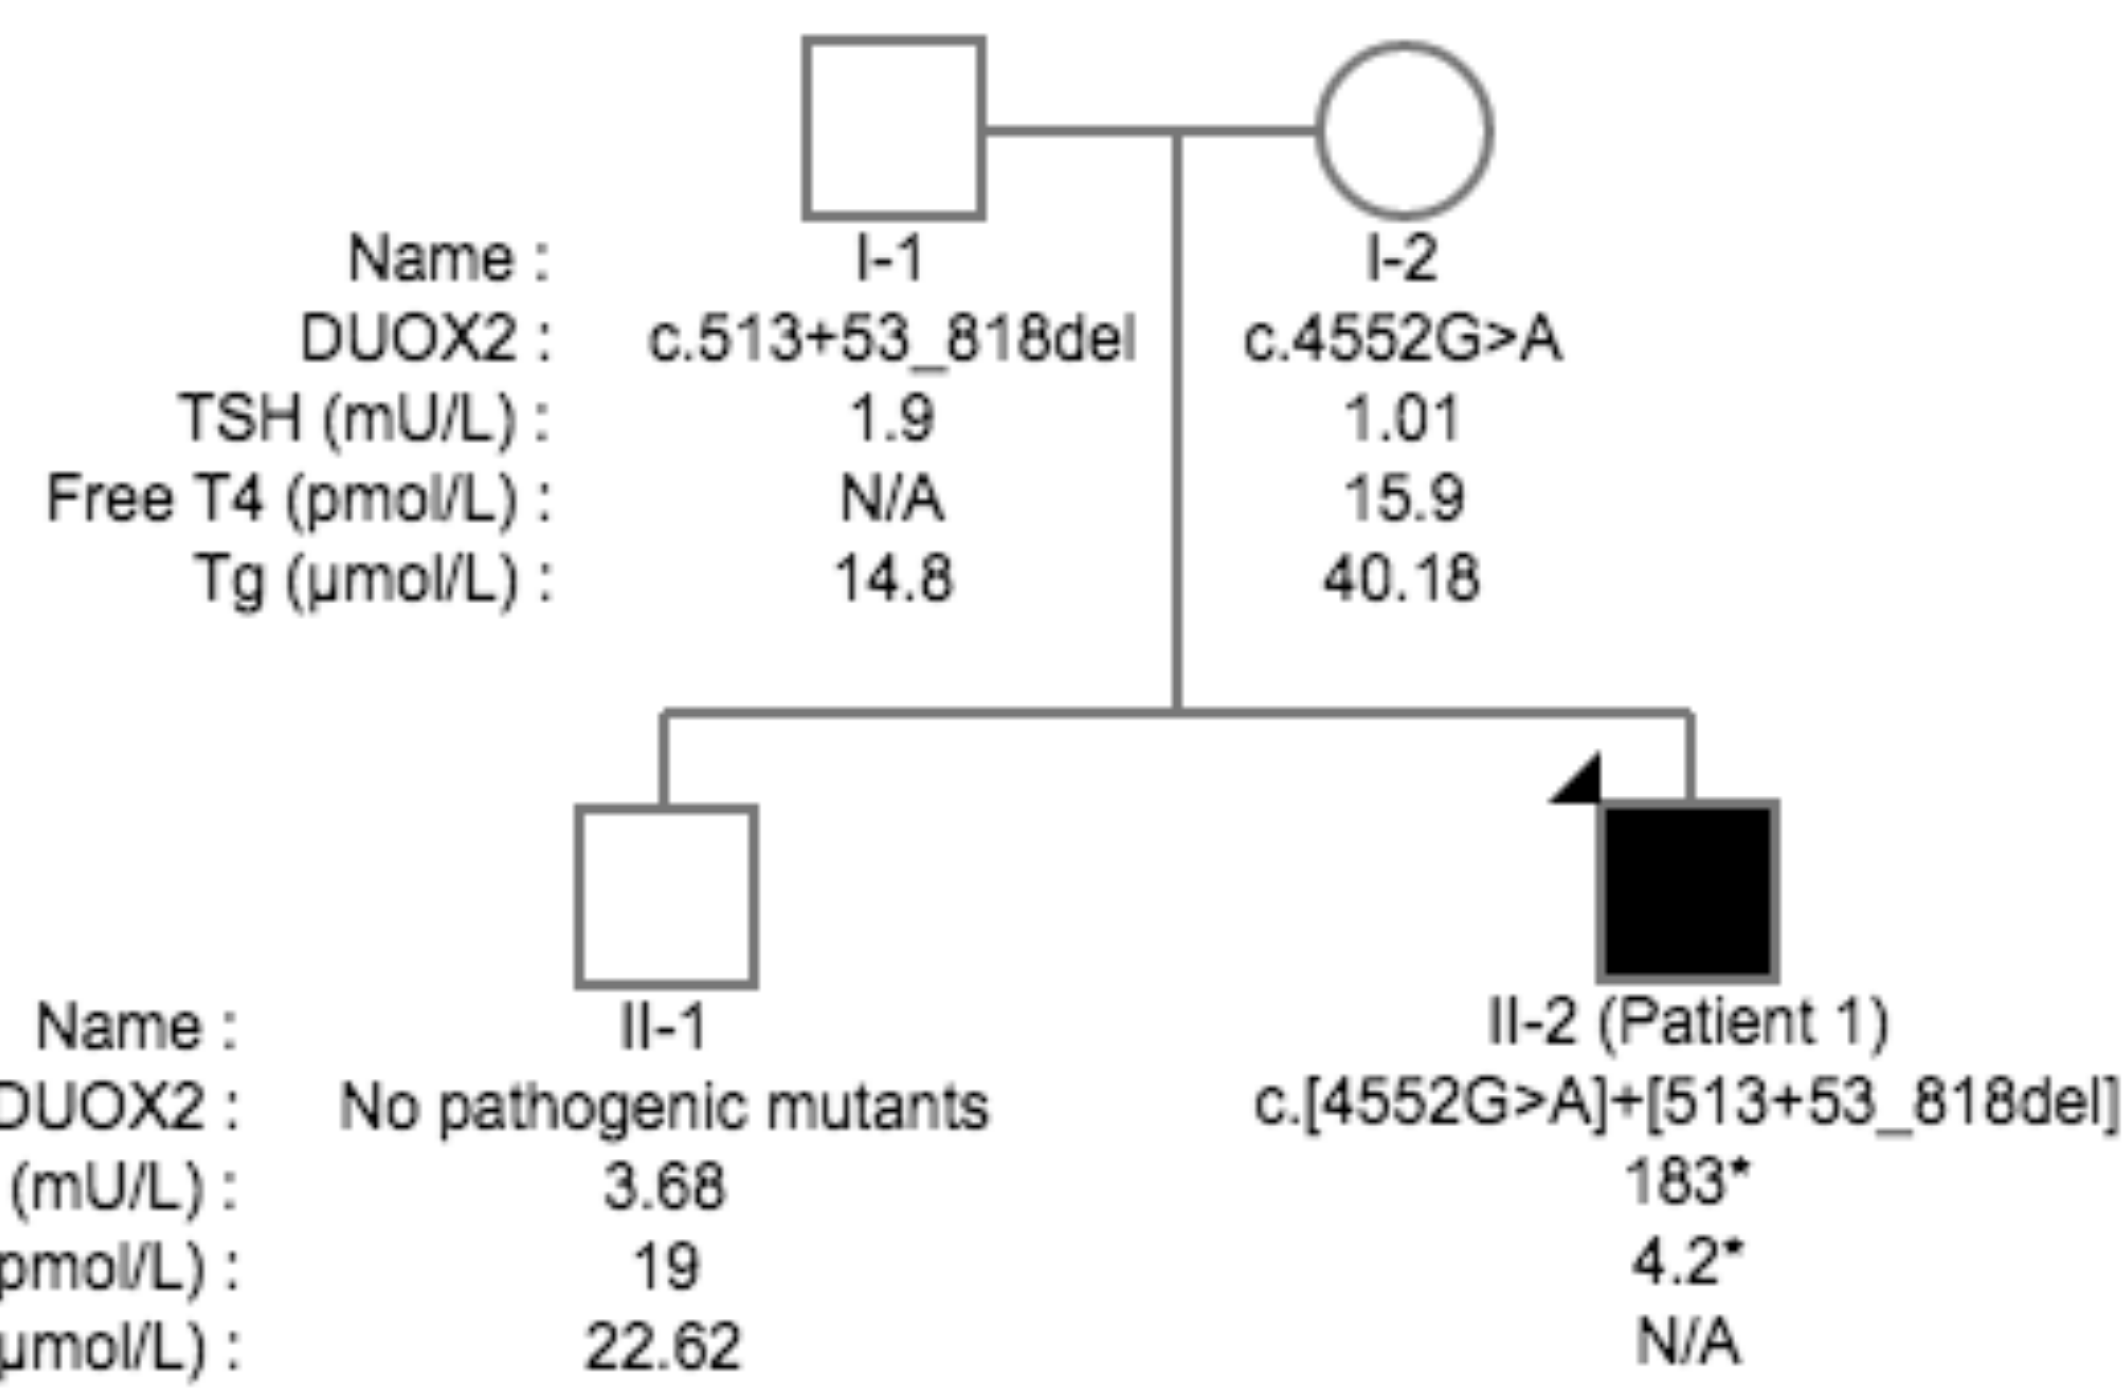 Name : I-1 I-2
DUOX2 : c.513+53_818del c.4552G>A
TSH (mU/L) : 1.9 1.01
Free T4 (pmol/L) : N/A 15.9
Tg (µmol/L) : 14.8 40.18
Name : II-1 II-2 (Patient 1)
DUOX2 : No pathogenic mutants c.[4552G>A]+[513+53_818del]
(mU/L) : 3.68 183*
pmol/L) : 19 4.2*
µmol/L) : 22.62 N/A